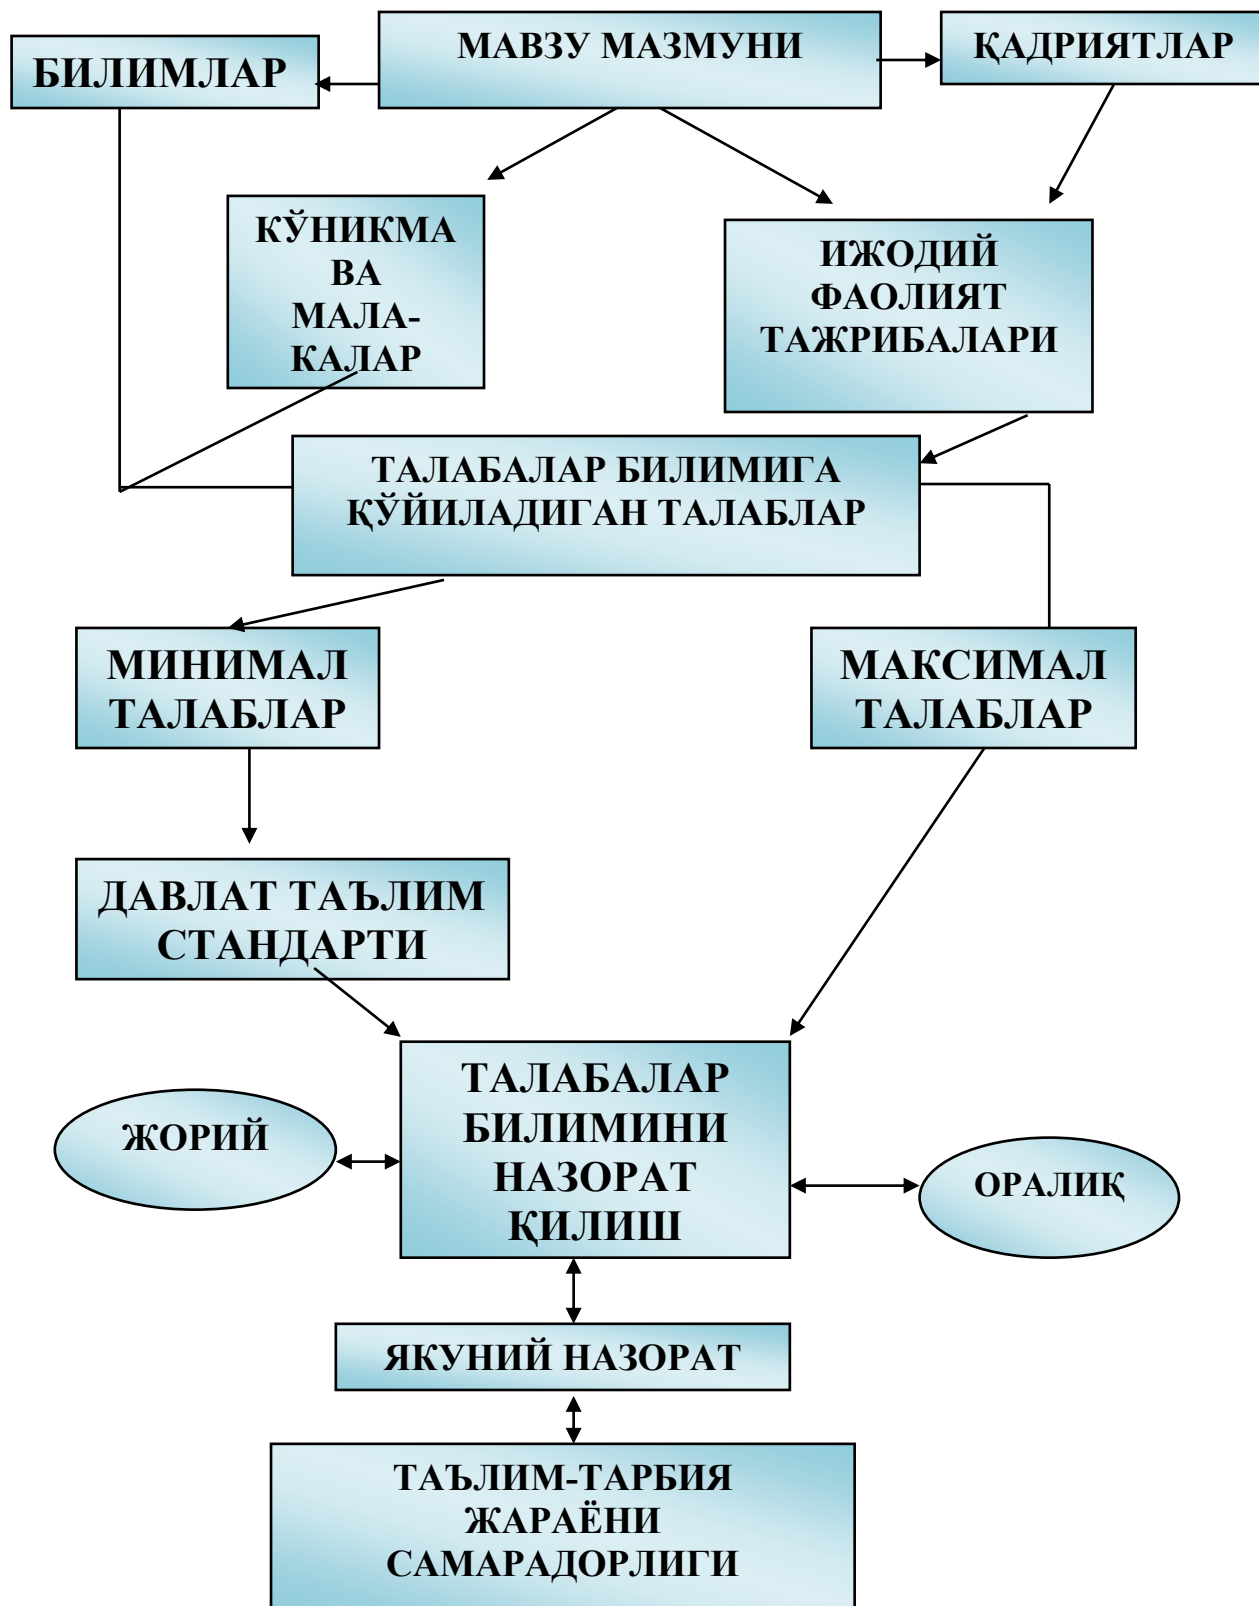 БИЛИМЛАР
МАВЗУ МАЗМУНИ
ҚАДРИЯТЛАР
КЎНИКМА
ВА
МАЛА-
КАЛАР
ИЖОДИЙ
ФАОЛИЯТ
ТАЖРИБАЛАРИ
ТАЛАБАЛАР БИЛИМИГА
ҚЎЙИЛАДИГАН ТАЛАБЛАР
МИНИМАЛ
ТАЛАБЛАР
МАКСИМАЛ
ТАЛАБЛАР
ДАВЛАТ ТАЪЛИМ
СТАНДАРТИ
ТАЛАБАЛАР
БИЛИМИНИ
НАЗОРАТ
ҚИЛИШ
ЖОРИЙ
ОРАЛИҚ
ЯКУНИЙ НАЗОРАТ
ТАЪЛИМ-ТАРБИЯ
ЖАРАЁНИ
САМАРАДОРЛИГИ